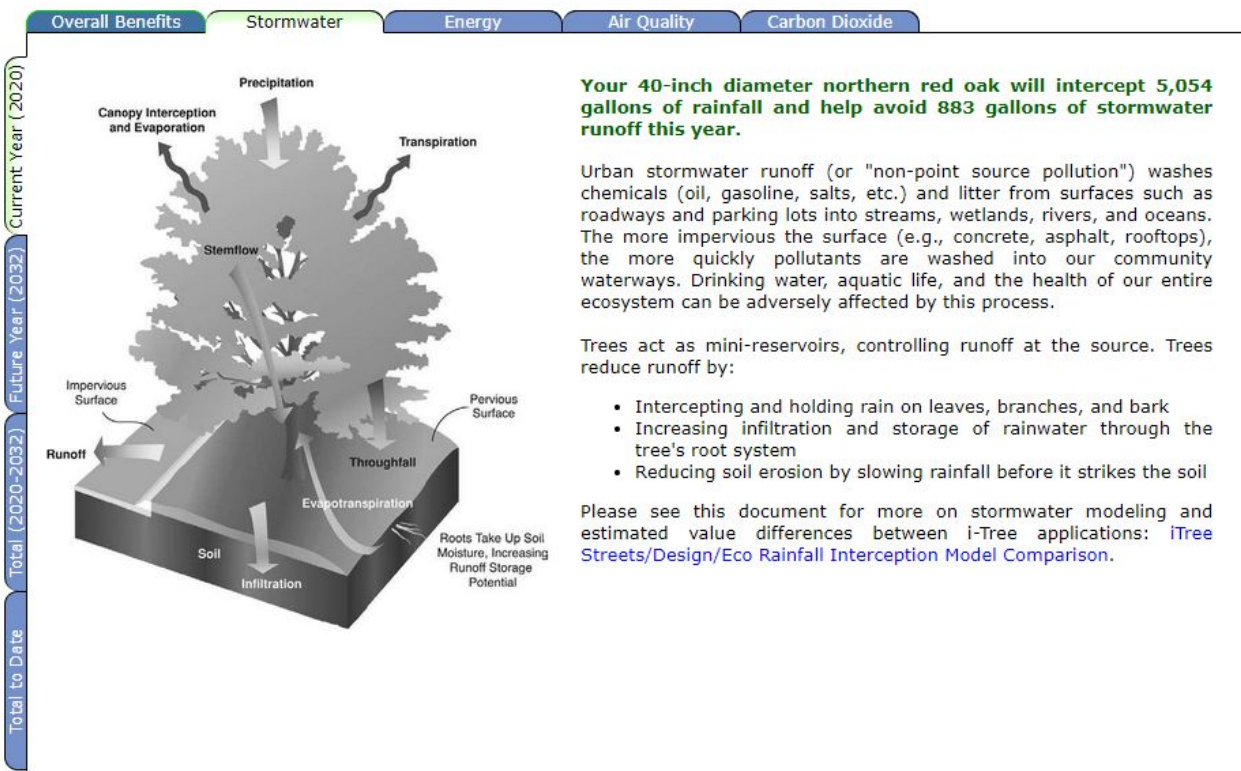 Overall Benefits
Stormwater
Energy
Air Quality
Carbon Dioxide
Current Year (2020)
Future Year (2032)
Total (2020-2032)
Total to Date
Precipitation
Canopy Interception
and Evaporation
Transpiration
Stemflow
Impervious
Surface
Pervious
Surface
Runoff
Throughfall
Evapotranspiration
Soil
Infiltration
Roots Take Up Soil
Moisture, Increasing
Runoff Storage
Potential
Your 40-inch diameter northern red oak will intercept 5,054
gallons of rainfall and help avoid 883 gallons of stormwater
runoff this year.
Urban stormwater runoff (or "non-point source pollution") washes
chemicals (oil, gasoline, salts, etc.) and litter from surfaces such as
roadways and parking lots into streams, wetlands, rivers, and oceans.
The more impervious the surface (e.g., concrete, asphalt, rooftops),
the more quickly pollutants are washed into our community
waterways. Drinking water, aquatic life, and the health of our entire
ecosystem can be adversely affected by this process.
Trees act as mini-reservoirs, controlling runoff at the source. Trees
reduce runoff by:
• Intercepting and holding rain on leaves, branches, and bark
• Increasing infiltration and storage of rainwater through the
tree's root system
• Reducing soil erosion by slowing rainfall before it strikes the soil
Please see this document for more on stormwater modeling and
estimated value differences between i-Tree applications: iTree
Streets/Design/Eco Rainfall Interception Model Comparison.